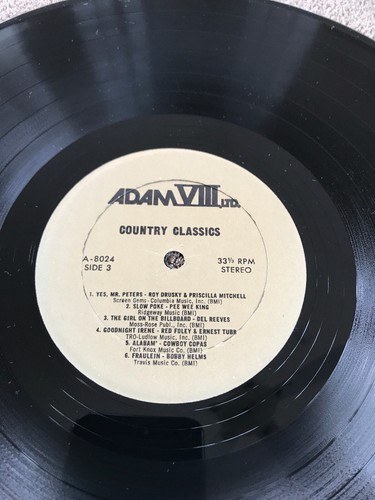 ADAM VIII LTD.
COUNTRY CLASSICS
A-8024
SIDE 3
33⅓ RPM
STEREO
1. YES, MR. PETERS - ROY DRUSKY & PRISCILLA MITCHELL
Screen Gems-Columbia Music, Inc. (BMI)
2. SLOW POKE - PEE WEE KING
Ridgeway Music (BMI)
3. THE GIRL ON THE BILLBOARD - DEL REEVES
Moss-Rose Publ., Inc. (BMI)
4. GOODNIGHT IRENE - RED FOLEY & ERNEST TUBB
TRO-Ludlow Music, Inc. (BMI)
5. ALABAM' - COWBOY COPAS
Fort Knox Music Co. (BMI)
6. FRAULEIN - BOBBY HELMS
Travis Music Co. (BMI)